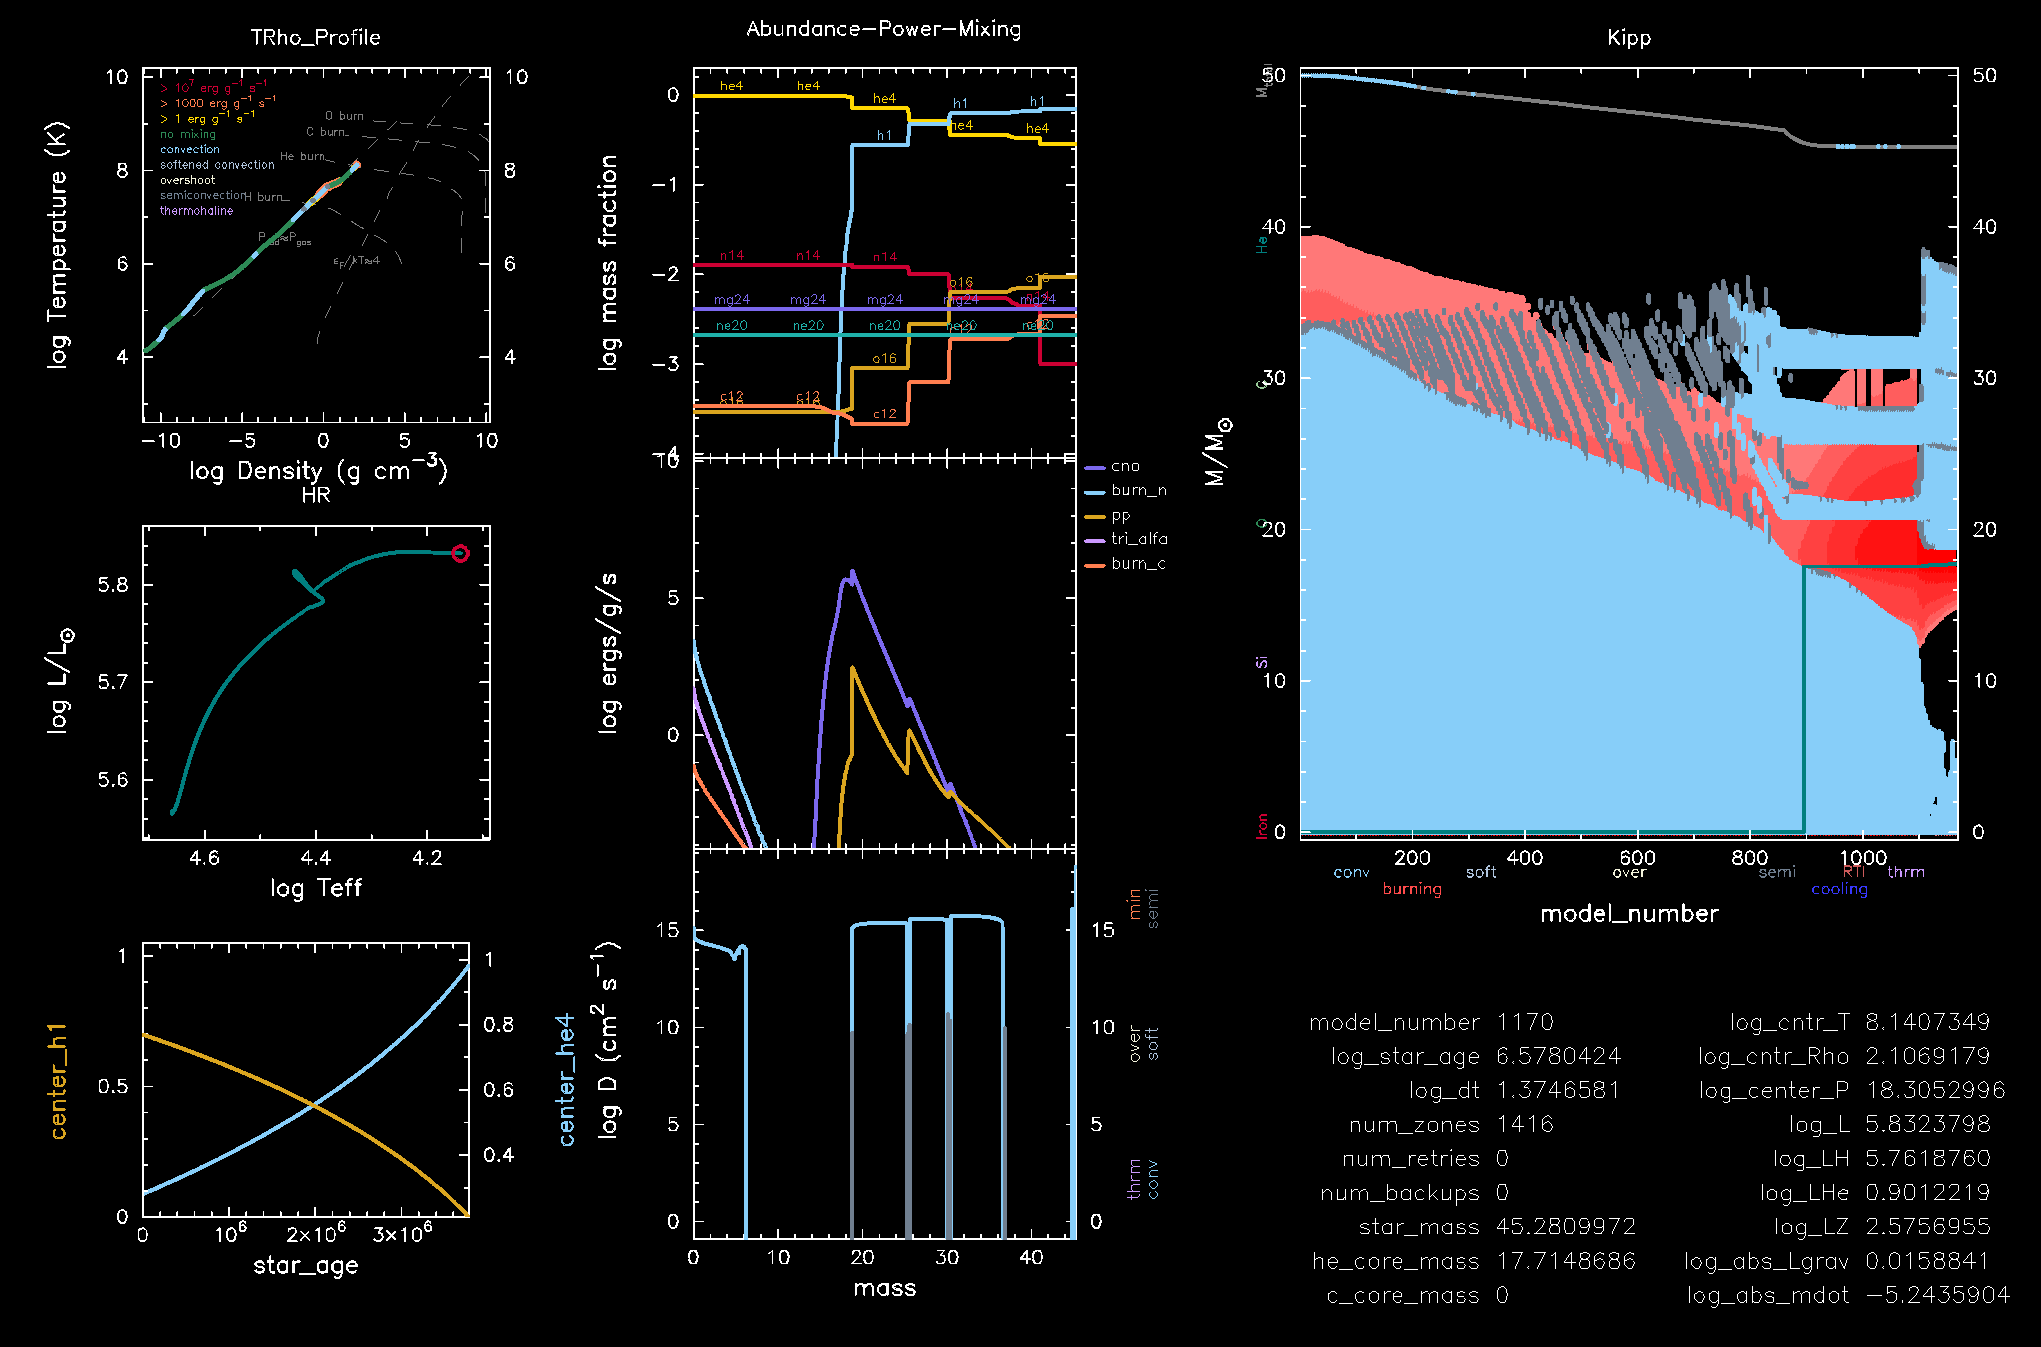 TRho_Profile
10
8
6
4
10
8
6
4
> 10⁷ erg g⁻¹ s⁻¹
> 1000 erg g⁻¹ s⁻¹
> 1 erg g⁻¹ s⁻¹
no mixing
convection
softened convection
overshoot
semiconvection
thermohaline
O burn
C burn
He burn
H burn
log Temperature (K)
−10 −5 0 5 10
log Density (g cm⁻³)
HR
log L/L☉
5.8
5.7
5.6
4.6 4.4 4.2
log Teff
center_h1
1
0.5
0
1
0.8
0.6
0.4
center_he4
0 10⁶ 2×10⁶ 3×10⁶
star_age
Abundance−Power−Mixing
log mass fraction
0
−1
−2
−3
−4
he4 he4 he4 he4 he4
h1 h1 h1
n14 n14 n14
o16 o16
mg24 mg24 mg24 mg24 mg24
ne20 ne20 ne20 ne20 ne20
o16
c12 c12 c12
log ergs/g/s
10
5
0
cno
burn_n
pp
tri_alfa
burn_c
log D (cm² s⁻¹)
15
10
5
0
15
10
5
0
min
semi
over
soft
thrm
conv
0 10 20 30 40
mass
Kipp
M/M☉
50
40
30
20
10
0
50
40
30
20
10
0
He
Si
Iron
200 400 600 800 1000
conv soft over semi RTI thrm
burning cooling
model_number
model_number 1170 log_cntr_T 8.1407349
log_star_age 6.5780424 log_cntr_Rho 2.1069179
log_dt 1.3746581 log_center_P 18.3052996
num_zones 1416 log_L 5.8323798
num_retries 0 log_LH 5.7618760
num_backups 0 log_LHe 0.9012219
star_mass 45.2809972 log_LZ 2.5756955
he_core_mass 17.7148686 log_abs_Lgrav 0.0158841
c_core_mass 0 log_abs_mdot −5.2435904